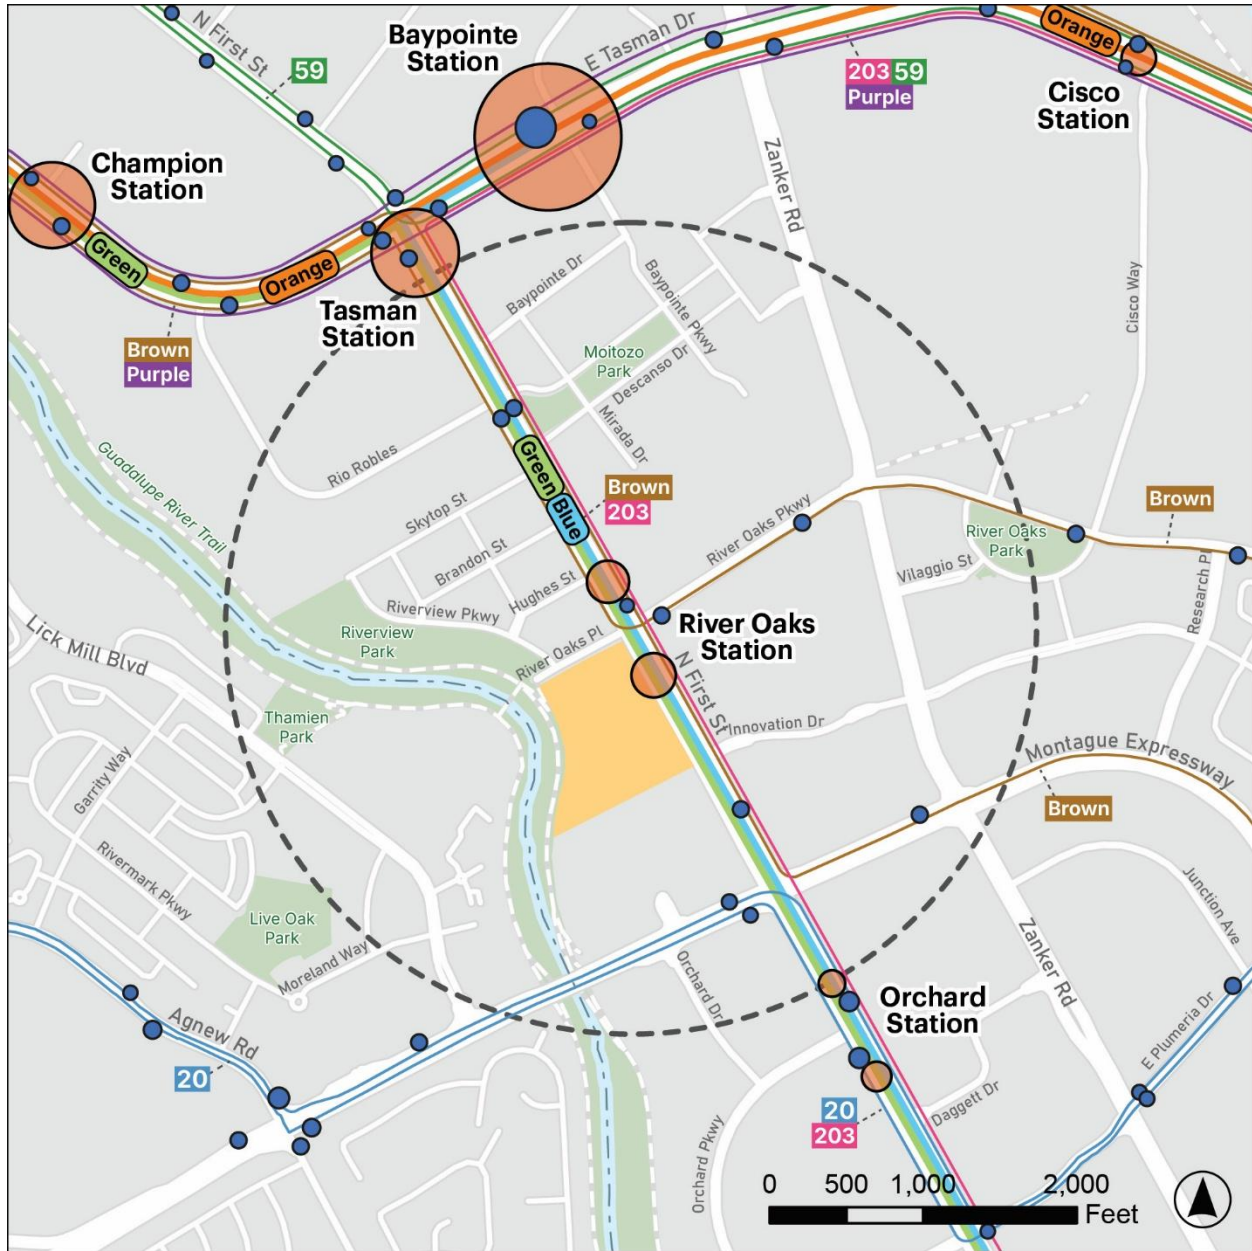 Baypointe
Station
E Tasman Dr
N First St
59
203 59
Purple
Orange
Cisco
Station
Champion
Station
Green
Orange
Tasman
Station
Brown
Purple
Zanker Rd
Cisco Way
Baypointe Dr
Baypointe Pkwy
Moitozo
Park
Descanso Dr
Mirada Dr
Rio Robles
Guadalupe River Trail
Green
Blue
Brown
203
Skytop St
Brandon St
Hughes St
Riverview Pkwy
River Oaks Pkwy
Brown
River Oaks
Park
Vilaggio St
Research Pl
Lick Mill Blvd
Riverview
Park
River Oaks Pl
River Oaks
Station
N First St
Thamien
Park
Innovation Dr
Montague Expressway
Brown
Garrity Way
Rivermark Pkwy
Live Oak
Park
Moreland Way
Junction Ave
Zanker Rd
Orchard Dr
Orchard
Station
Agnew Rd
20
E Plumeria Dr
20
203
Daggett Dr
Orchard Pkwy
0 500 1,000 2,000
Feet